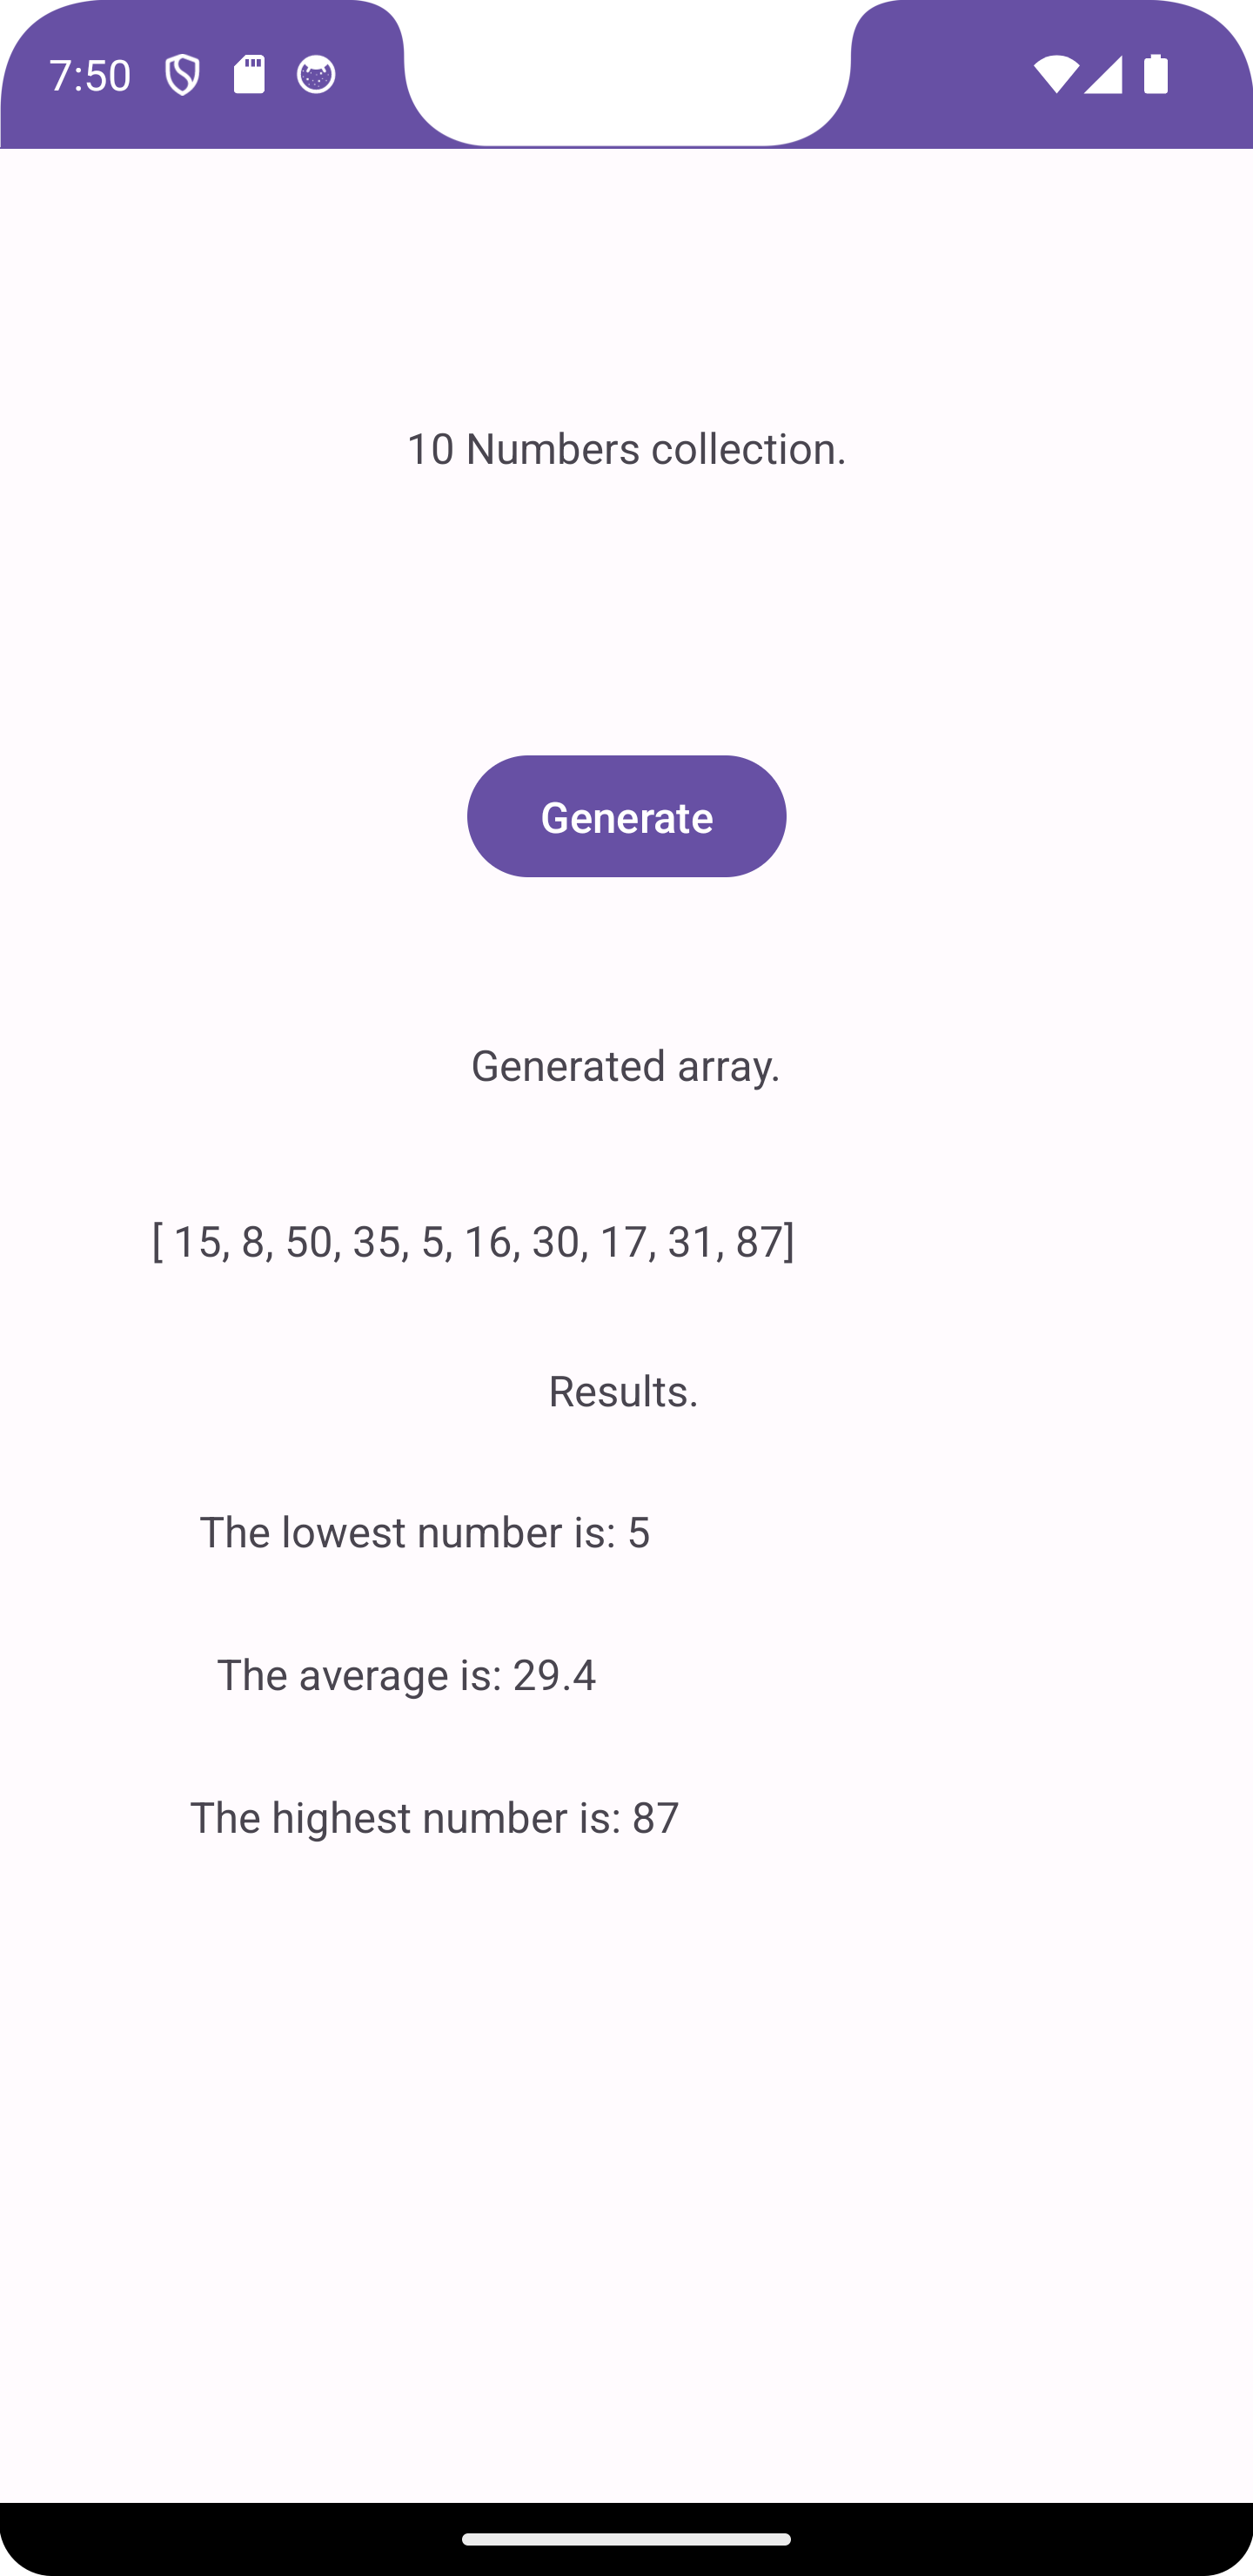 7:50
10 Numbers collection.
Generate
Generated array.
[ 15, 8, 50, 35, 5, 16, 30, 17, 31, 87]
Results.
The lowest number is: 5
The average is: 29.4
The highest number is: 87